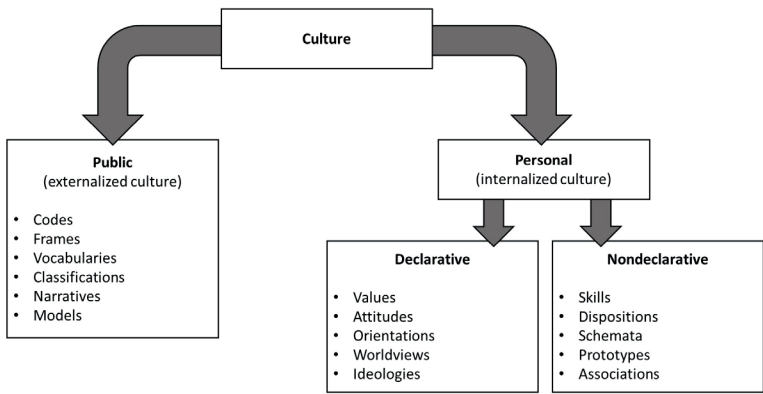 Culture
Public
(externalized culture)
• Codes
• Frames
• Vocabularies
• Classifications
• Narratives
• Models
Personal
(internalized culture)
Declarative
• Values
• Attitudes
• Orientations
• Worldviews
• Ideologies
Nondeclarative
• Skills
• Dispositions
• Schemata
• Prototypes
• Associations